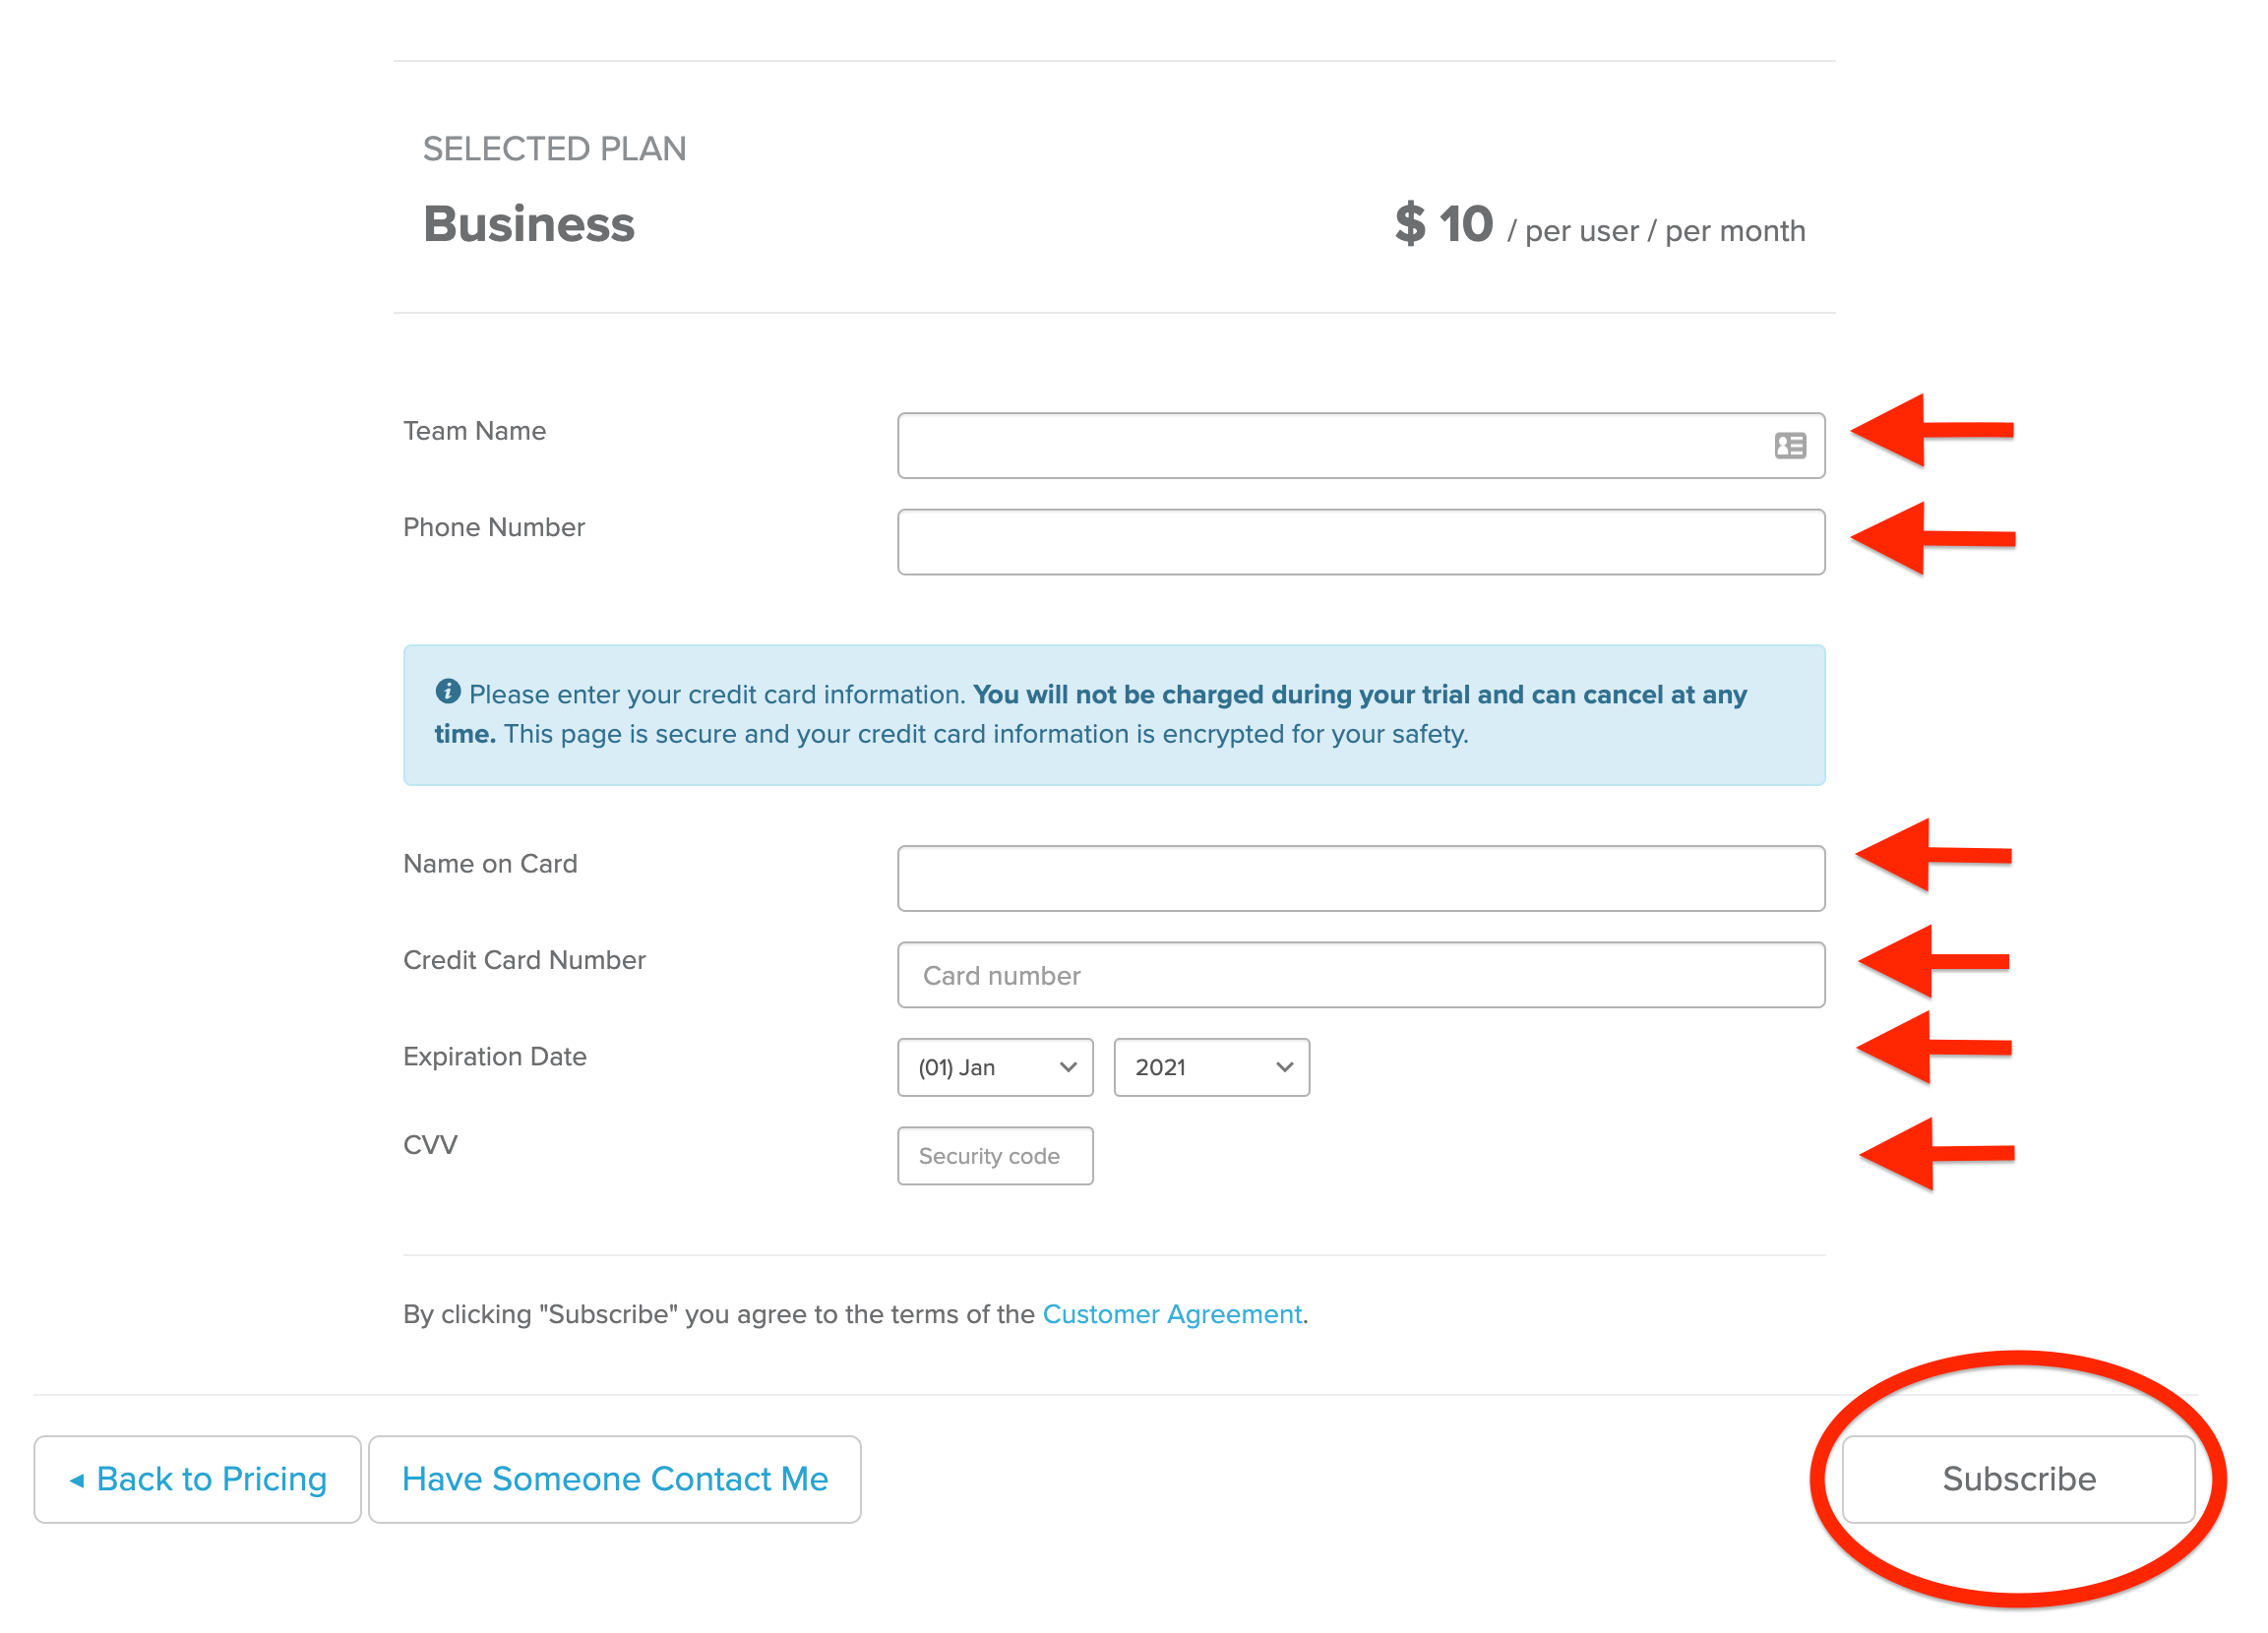 SELECTED PLAN
Business
$ 10 / per user / per month
Team Name
Phone Number
Please enter your credit card information. You will not be charged during your trial and can cancel at any
time. This page is secure and your credit card information is encrypted for your safety.
Name on Card
Credit Card Number
Card number
Expiration Date
(01) Jan
2021
CVV
Security code
By clicking "Subscribe" you agree to the terms of the Customer Agreement.
Back to Pricing
Have Someone Contact Me
Subscribe